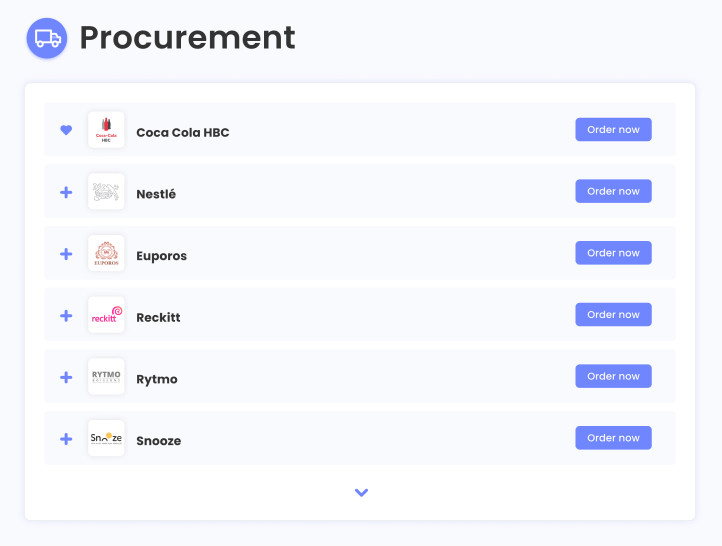 Procurement
Coca-Cola
HBC
Coca Cola HBC
Order now
Nestlé
Order now
EUPOROS
Euporos
Order now
reckitt
Reckitt
Order now
RYTMO
Rytmo
Order now
Snooze
Snooze
Order now